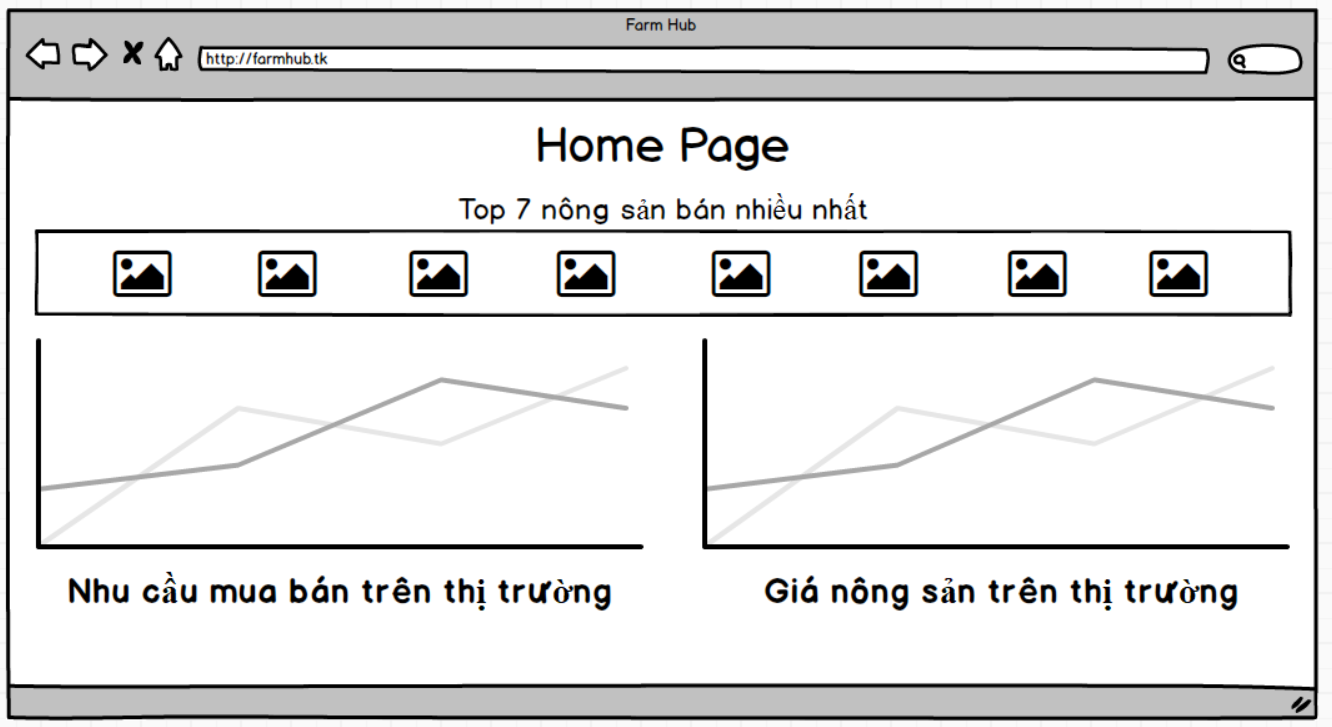 Farm Hub
http://farmhub.tk
Home Page
Top 7 nông sản bán nhiều nhất
Nhu cầu mua bán trên thị trường
Giá nông sản trên thị trường